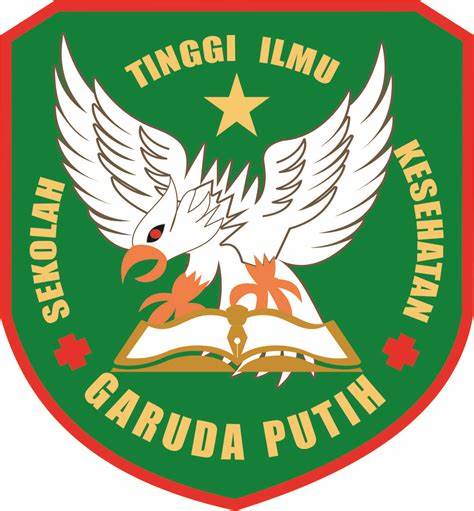 SEKOLAH
TINGGI ILMU
KESEHATAN
GARUDA PUTIH